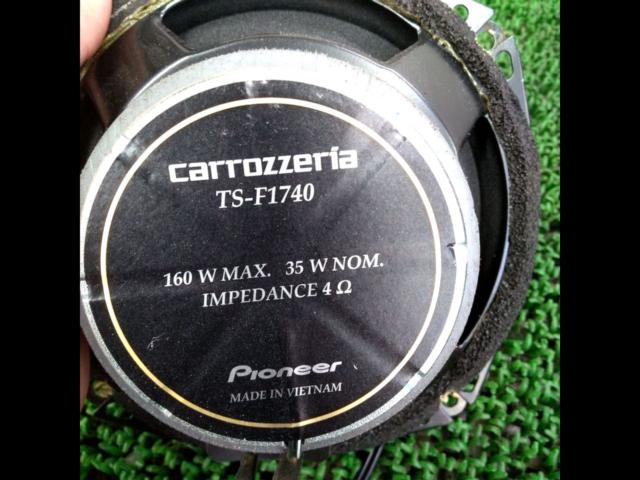 carrozzeria
TS-F1740
160 W MAX. 35 W NOM.
IMPEDANCE 4 Ω
Pioneer
MADE IN VIETNAM